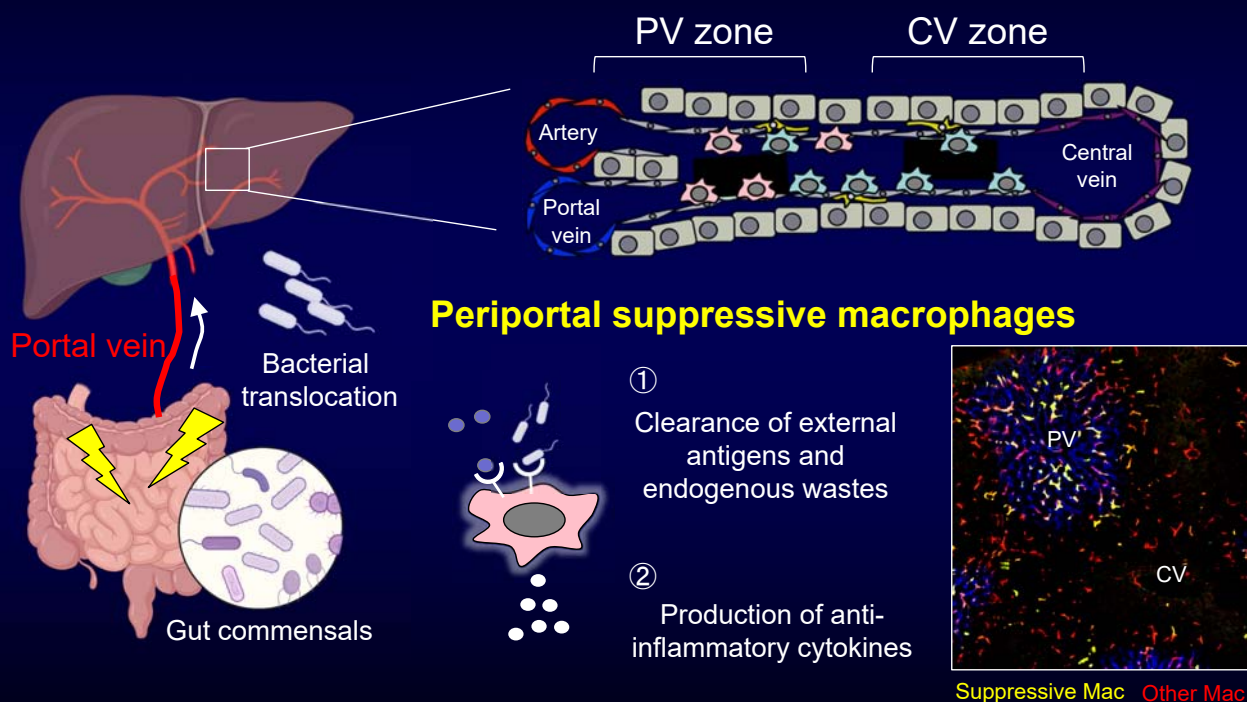 PV zone
CV zone
Artery
Portal
vein
Central
vein
Periportal suppressive macrophages
Portal vein
Bacterial
translocation
Gut commensals
①
Clearance of external
antigens and
endogenous wastes
②
Production of anti-
inflammatory cytokines
PV
CV
Suppressive Mac
Other Mac